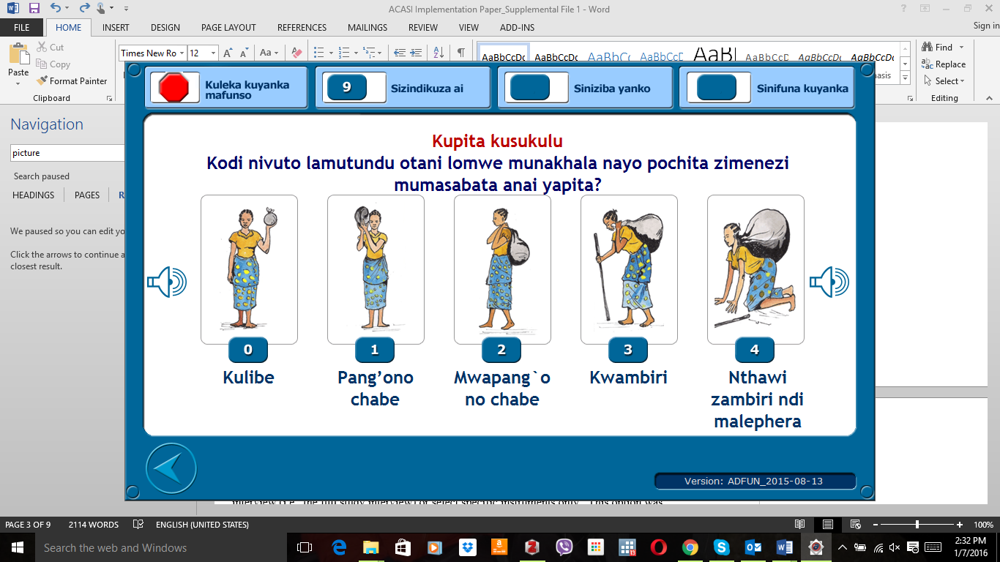 ACASI Implementation Paper_Supplemental File 1 - Word
FILE HOME INSERT DESIGN PAGE LAYOUT REFERENCES MAILINGS REVIEW VIEW ADD-INS Sign in
Paste
Cut
Copy
Format Painter
Clipboard
Times New Ro 12
AaBbCcDc AaBbCcDc AaBbC AaBbCc AaB AaBbCcD AaBbCcDc AaBbCcDc
Find
Replace
Select
Editing
Navigation
picture
Search paused
HEADINGS PAGES
We paused so you can edit
Click the arrows to continue
closest result.
Kuleka kuyanka
mafunso
9 Sizindikuza ai
Siniziba yanko
Sinifuna kuyanka
Kupita kusukulu
Kodi nivuto lamutundu otani lomwe munakhala nayo pochita zimenezi
mumasabata anai yapita?
0 1 2 3 4
Kulibe
Pang’ono
chabe
Mwapang`o
no chabe
Kwambiri
Nthawi
zambiri ndi
malephera
Version: ADFUN_2015-08-13
PAGE 3 OF 9 2114 WORDS ENGLISH (UNITED STATES) 100%
Search the web and Windows
2:32 PM
1/7/2016